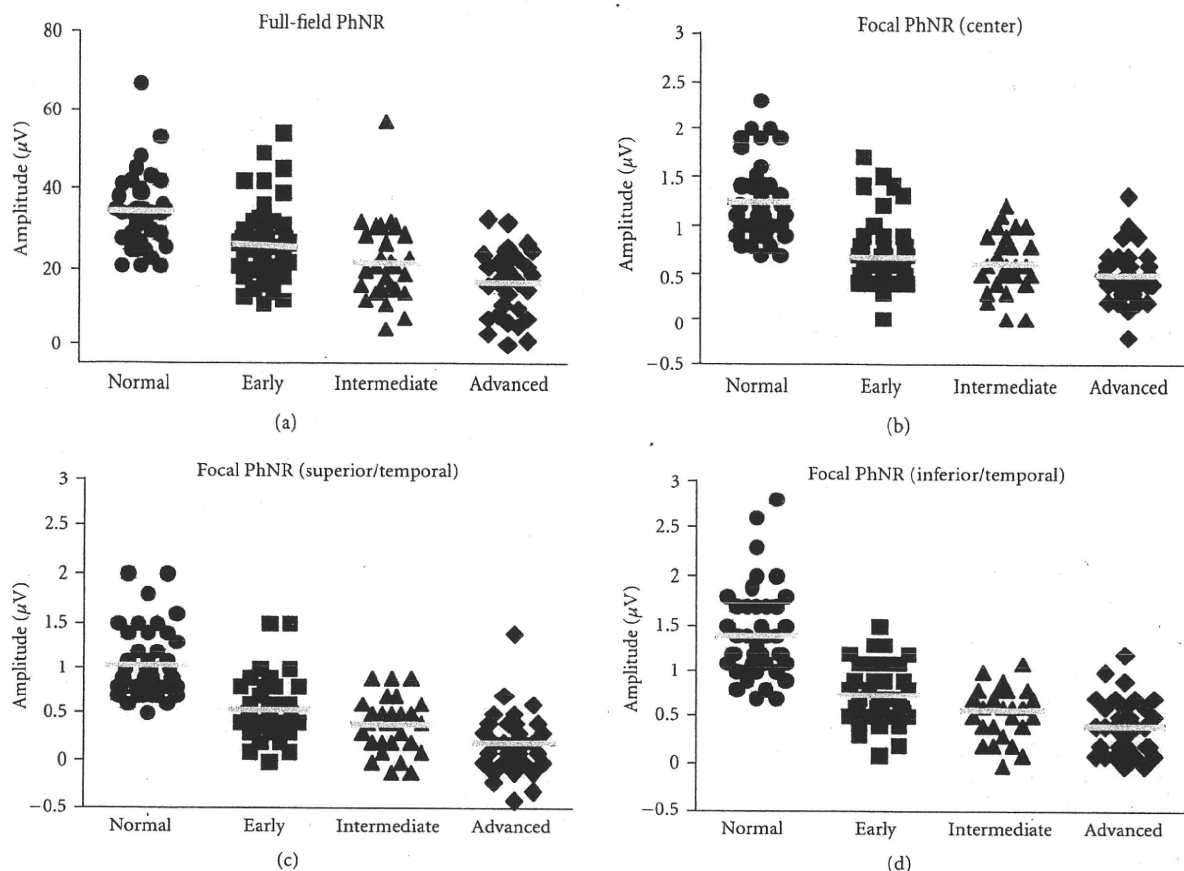 Full-field PhNR
80
60
40
20
0
Amplitude (μV)
Normal Early Intermediate Advanced
(a)
Focal PhNR (center)
3
2.5
2
1.5
1
0.5
0
−0.5
Amplitude (μV)
Normal Early Intermediate Advanced
(b)
Focal PhNR (superior/temporal)
3
2.5
2
1.5
1
0.5
0
−0.5
Amplitude (μV)
Normal Early Intermediate Advanced
(c)
Focal PhNR (inferior/temporal)
3
2.5
2
1.5
1
0.5
0
−0.5
Amplitude (μV)
Normal Early Intermediate Advanced
(d)